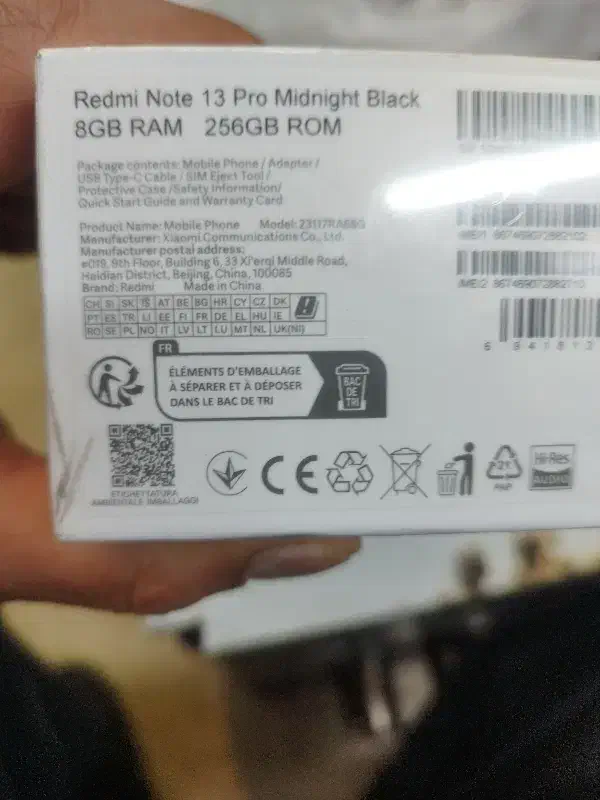 Redmi Note 13 Pro Midnight Black
8GB RAM 256GB ROM
Package contents: Mobile Phone / Adapter /
USB Type-C Cable / SIM Eject Tool /
Protective Case /Safety Information/
Quick Start Guide and Warranty Card
Product Name: Mobile Phone Model: 23117RA68G
Manufacturer: Xiaomi Communications Co., Ltd.
Manufacturer postal address:
#019, 9th Floor, Building 6, 33 Xi'erqi Middle Road,
Haidian District, Beijing, China, 100085
Brand: Redmi Made in China
CH SI SK IS AT BE BG HR CY CZ DK
PT ES TR LI EE FI FR DE EL HU IE
RO SE PL NO IT LV LT LU MT NL UK(NI)
IMEI1
IMEI2
FR
ÉLÉMENTS D'EMBALLAGE
À SÉPARER ET À DÉPOSER
DANS LE BAC DE TRI
BAC
DE
TRI
ETICHETTATURA
AMBIENTALE IMBALLAGGI
CE
21
PAP
Hi-Res
AUDIO